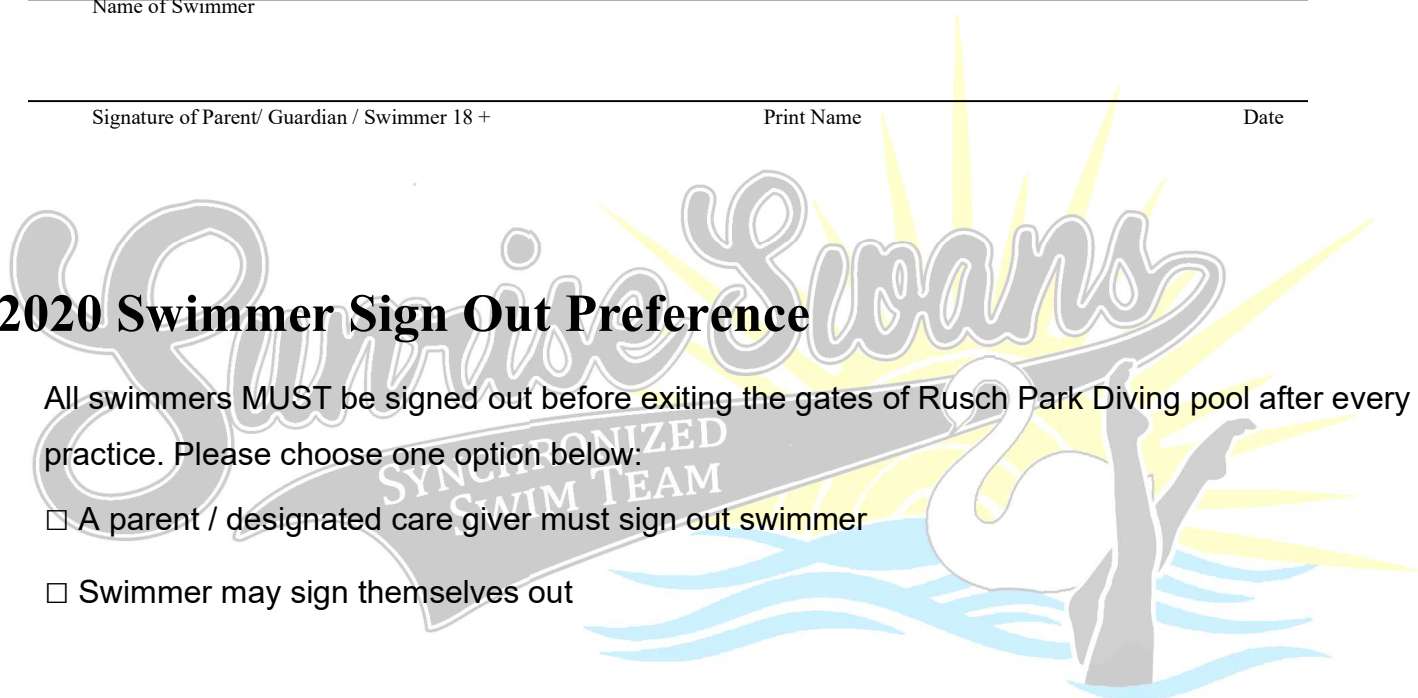 Name of Swimmer
Signature of Parent/ Guardian / Swimmer 18 + Print Name Date
Sunrise Swans
2020 Swimmer Sign Out Preference
All swimmers MUST be signed out before exiting the gates of Rusch Park Diving pool after every
practice. Please choose one option below:
SYNCHRONIZED
SWIM TEAM
☐ A parent / designated care giver must sign out swimmer
☐ Swimmer may sign themselves out